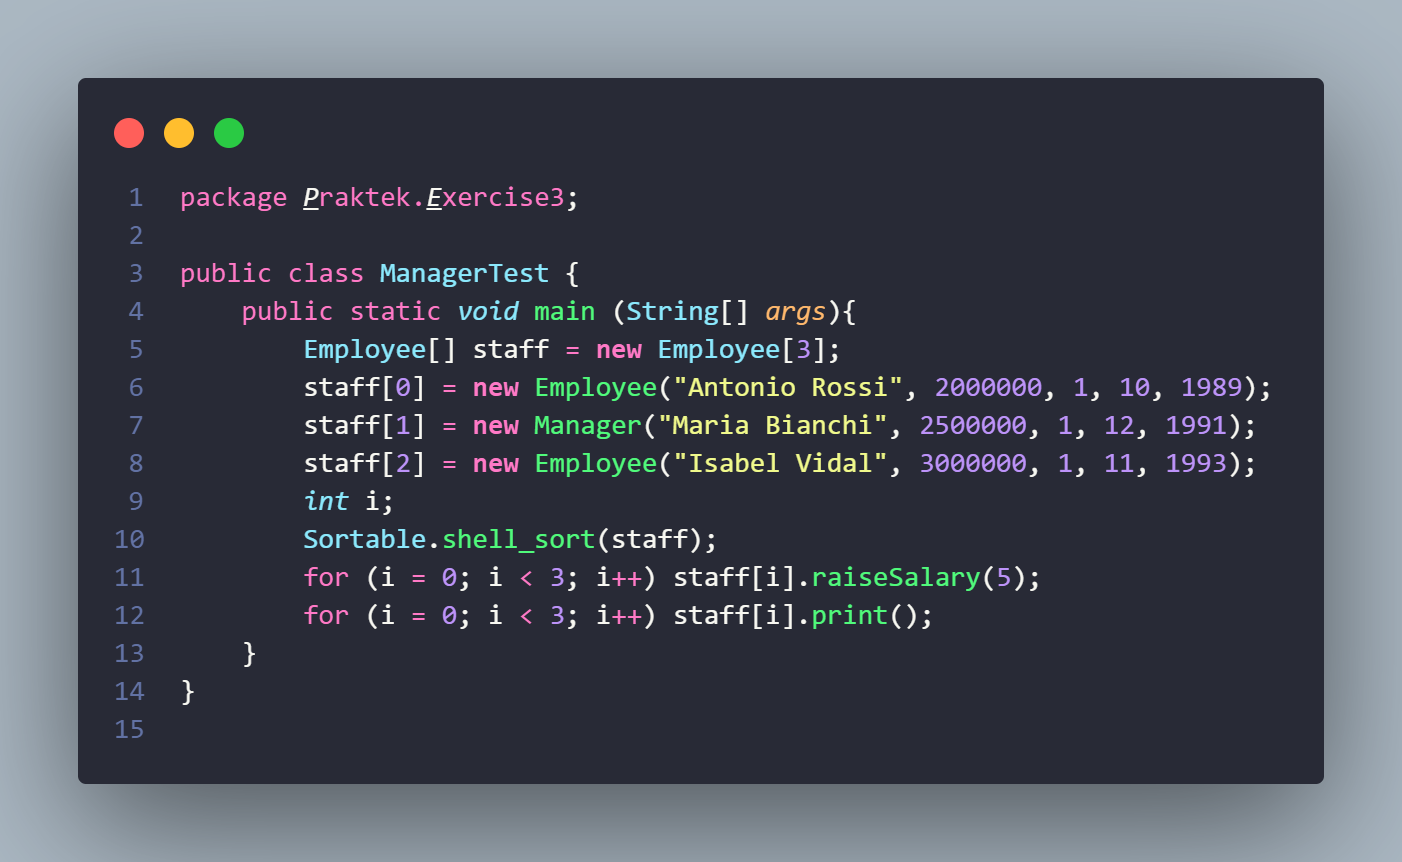 1 package Praktek.Exercise3;
2
3 public class ManagerTest {
4     public static void main (String[] args){
5         Employee[] staff = new Employee[3];
6         staff[0] = new Employee("Antonio Rossi", 2000000, 1, 10, 1989);
7         staff[1] = new Manager("Maria Bianchi", 2500000, 1, 12, 1991);
8         staff[2] = new Employee("Isabel Vidal", 3000000, 1, 11, 1993);
9         int i;
10         Sortable.shell_sort(staff);
11         for (i = 0; i < 3; i++) staff[i].raiseSalary(5);
12         for (i = 0; i < 3; i++) staff[i].print();
13     }
14 }
15